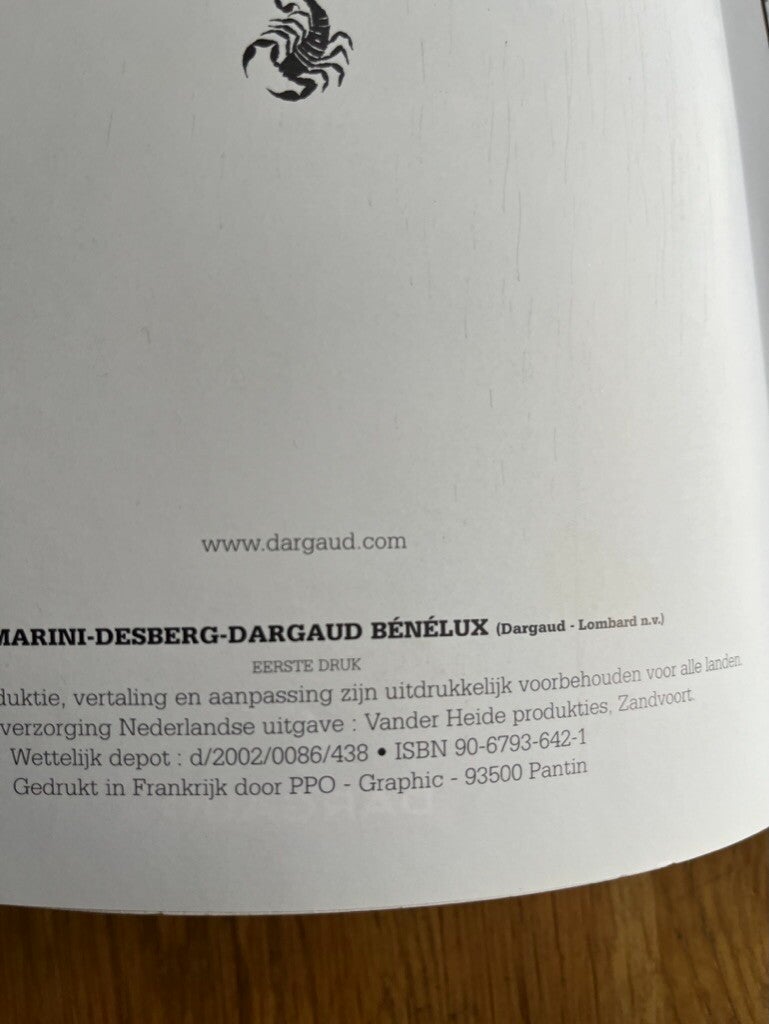 www.dargaud.com
MARINI-DESBERG-DARGAUD BÉNÉLUX (Dargaud - Lombard n.v.)
EERSTE DRUK
duktie, vertaling en aanpassing zijn uitdrukkelijk voorbehouden voor alle landen.
verzorging Nederlandse uitgave : Vander Heide produkties, Zandvoort.
Wettelijk depot : d/2002/0086/438 • ISBN 90-6793-642-1
Gedrukt in Frankrijk door PPO - Graphic - 93500 Pantin